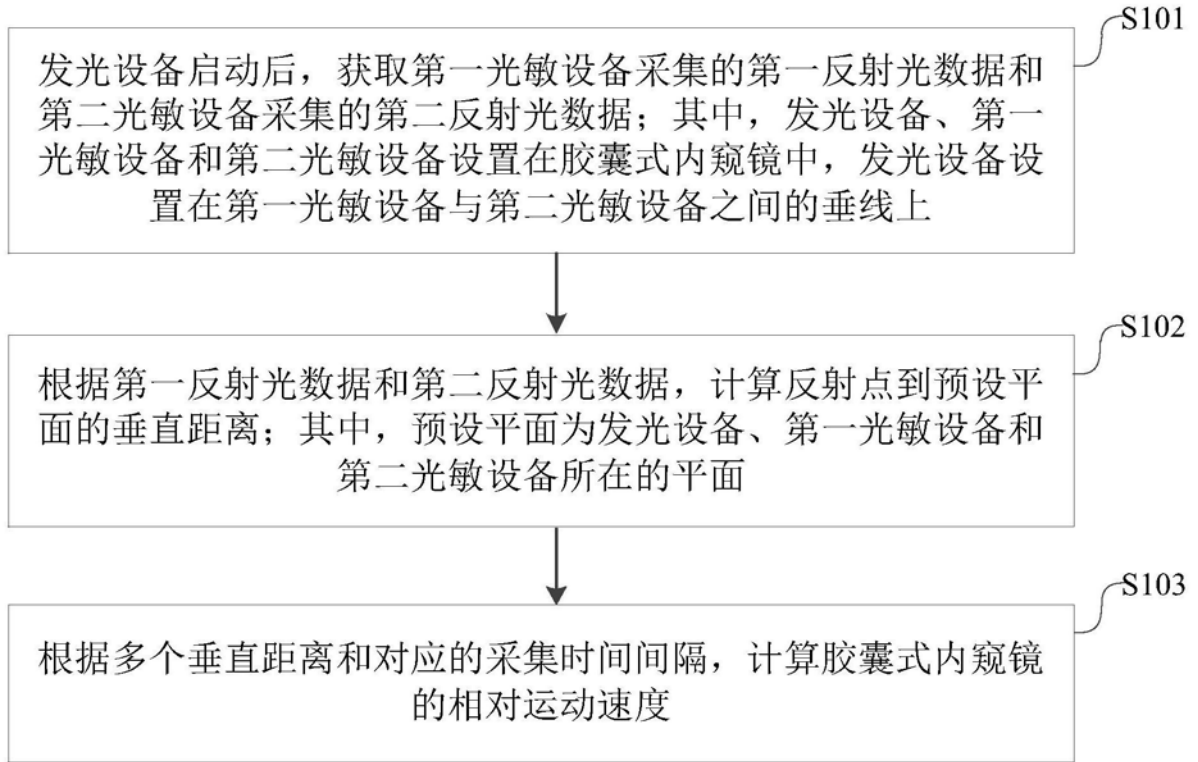 S101
发光设备启动后，获取第一光敏设备采集的第一反射光数据和
第二光敏设备采集的第二反射光数据；其中，发光设备、第一
光敏设备和第二光敏设备设置在胶囊式内窥镜中，发光设备设
置在第一光敏设备与第二光敏设备之间的垂线上
S102
根据第一反射光数据和第二反射光数据，计算反射点到预设平
面的垂直距离；其中，预设平面为发光设备、第一光敏设备和
第二光敏设备所在的平面
S103
根据多个垂直距离和对应的采集时间间隔，计算胶囊式内窥镜
的相对运动速度